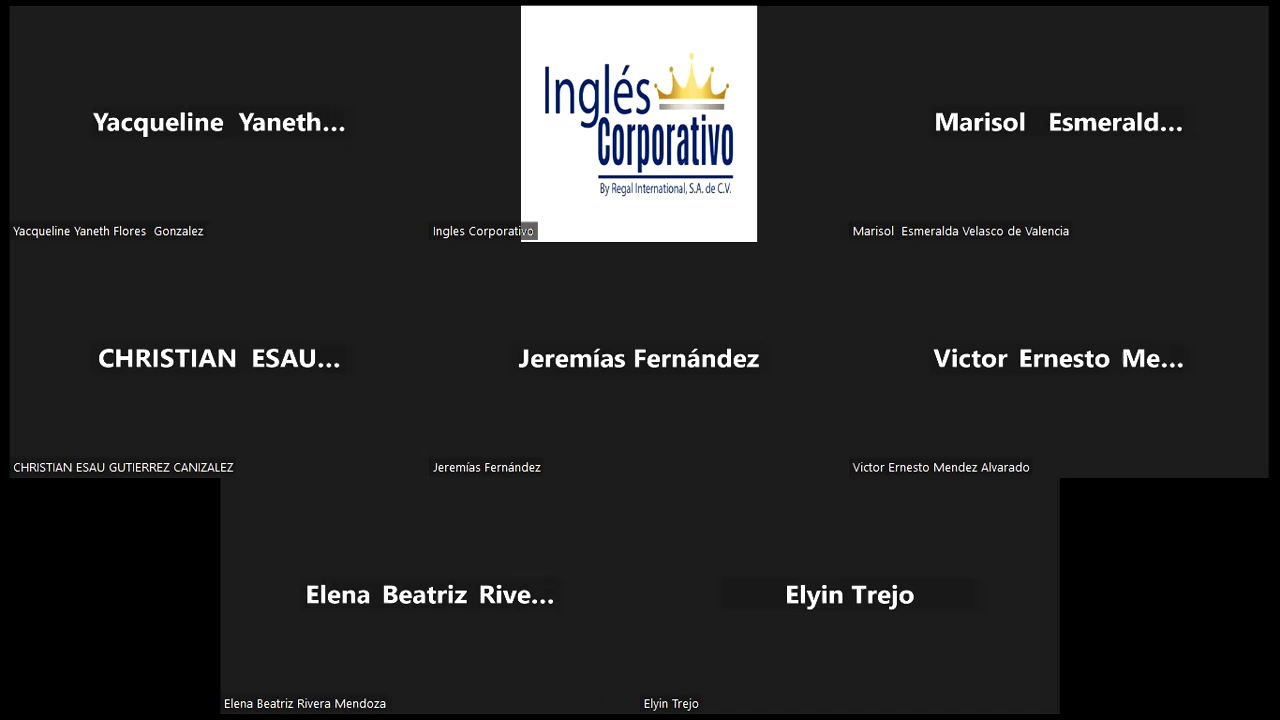 Yacqueline Yaneth...
Inglés
Corporativo
By Regal International, S.A. de C.V.
Marisol Esmerald...
Yacqueline Yaneth Flores Gonzalez
Ingles Corporativo
Marisol Esmeralda Velasco de Valencia
CHRISTIAN ESAU...
Jeremías Fernández
Victor Ernesto Me...
CHRISTIAN ESAU GUTIERREZ CANIZALEZ
Jeremías Fernández
Victor Ernesto Mendez Alvarado
Elena Beatriz Rive...
Elyin Trejo
Elena Beatriz Rivera Mendoza
Elyin Trejo